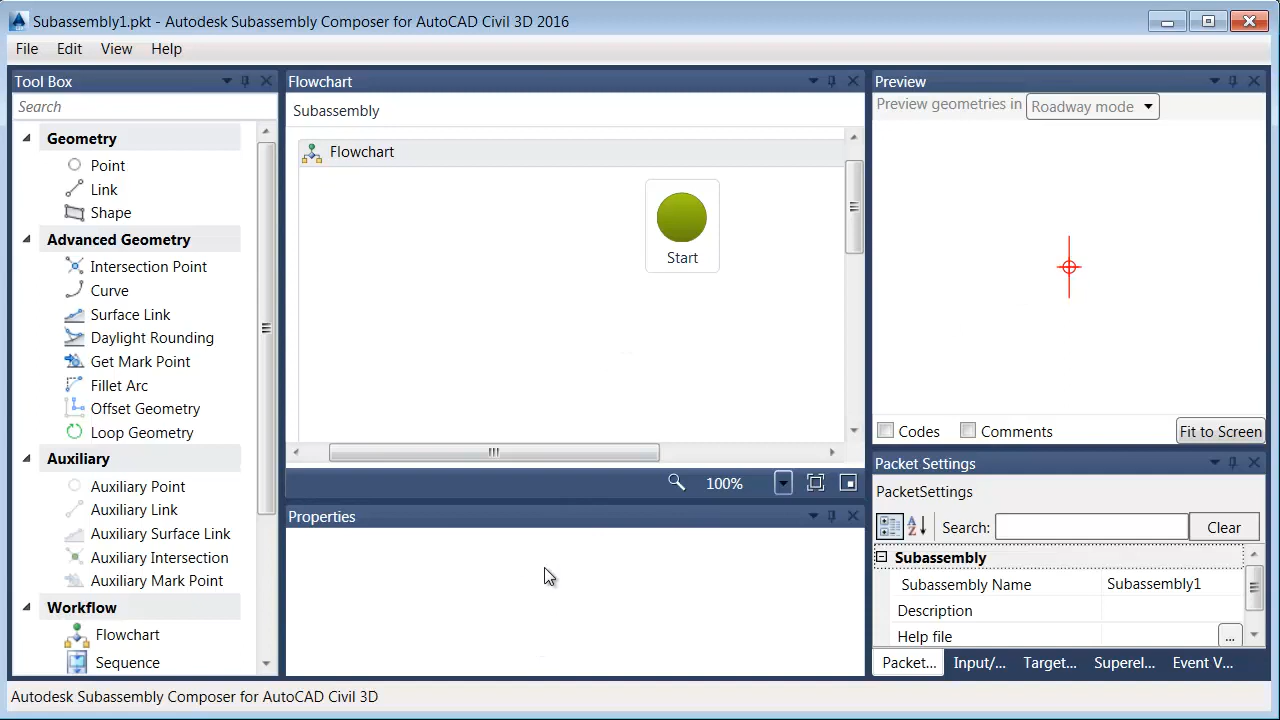 Subassembly1.pkt - Autodesk Subassembly Composer for AutoCAD Civil 3D 2016
File Edit View Help
Tool Box
Search
Geometry
Point
Link
Shape
Advanced Geometry
Intersection Point
Curve
Surface Link
Daylight Rounding
Get Mark Point
Fillet Arc
Offset Geometry
Loop Geometry
Auxiliary
Auxiliary Point
Auxiliary Link
Auxiliary Surface Link
Auxiliary Intersection
Auxiliary Mark Point
Workflow
Flowchart
Sequence
Flowchart
Subassembly
Flowchart
Start
100%
Properties
Preview
Preview geometries in Roadway mode
Codes Comments Fit to Screen
Packet Settings
PacketSettings
A Z Search: Clear
Subassembly
Subassembly Name Subassembly1
Description
Help file ...
Packet... Input/... Target... Superel... Event V...
Autodesk Subassembly Composer for AutoCAD Civil 3D